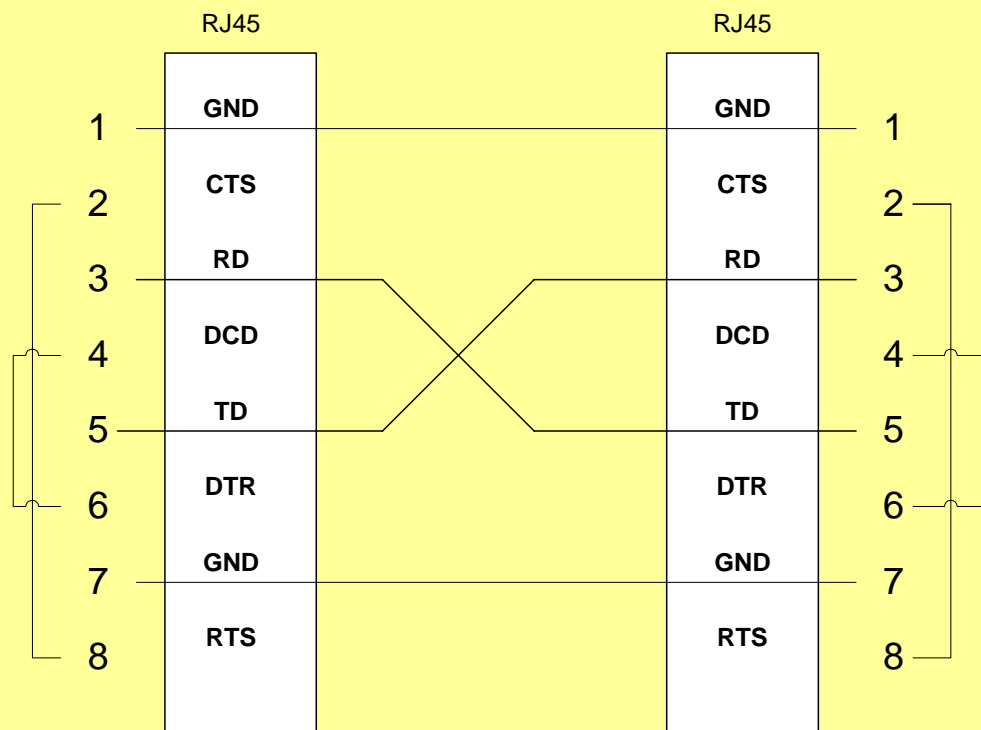 RJ45 RJ45
1 GND GND 1
2 CTS CTS 2
3 RD RD 3
4 DCD DCD 4
5 TD TD 5
6 DTR DTR 6
7 GND GND 7
8 RTS RTS 8